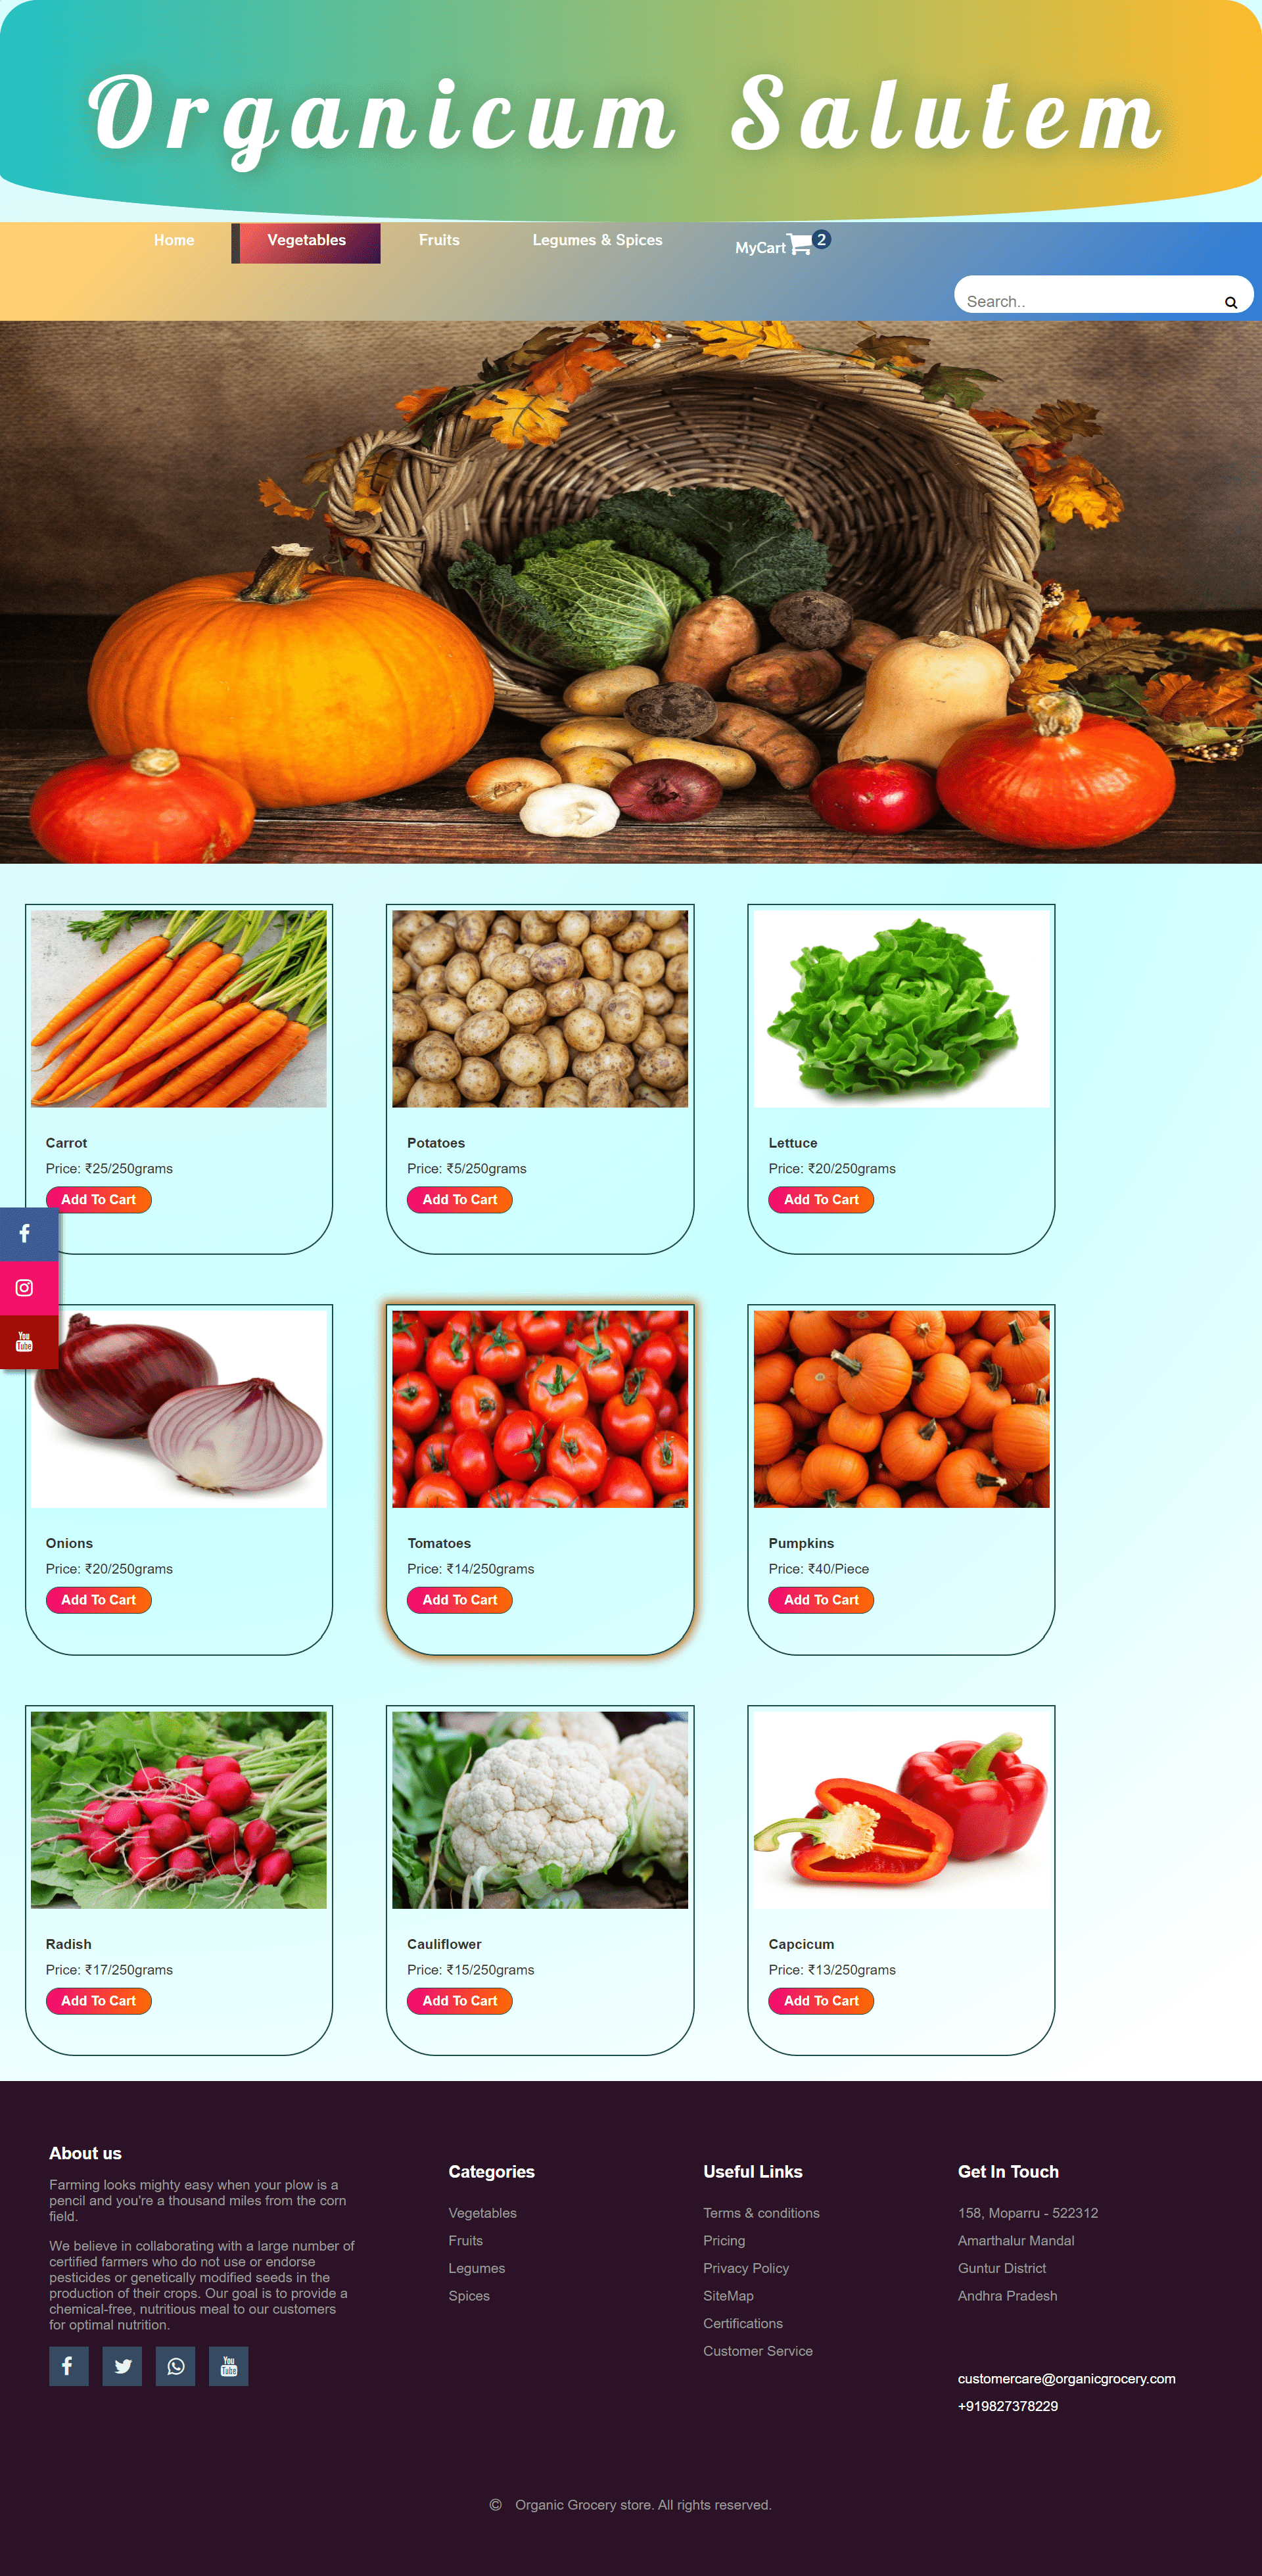 Organicum Salutem
Home
Vegetables
Fruits
Legumes & Spices
MyCart 2
Search..
Carrot
Price: ₹25/250grams
Add To Cart
Potatoes
Price: ₹5/250grams
Add To Cart
Lettuce
Price: ₹20/250grams
Add To Cart
You
Tube
Onions
Price: ₹20/250grams
Add To Cart
Tomatoes
Price: ₹14/250grams
Add To Cart
Pumpkins
Price: ₹40/Piece
Add To Cart
Radish
Price: ₹17/250grams
Add To Cart
Cauliflower
Price: ₹15/250grams
Add To Cart
Capcicum
Price: ₹13/250grams
Add To Cart
About us
Farming looks mighty easy when your plow is a
pencil and you're a thousand miles from the corn
field.
We believe in collaborating with a large number of
certified farmers who do not use or endorse
pesticides or genetically modified seeds in the
production of their crops. Our goal is to provide a
chemical-free, nutritious meal to our customers
for optimal nutrition.
You
Tube
Categories
Vegetables
Fruits
Legumes
Spices
Useful Links
Terms & conditions
Pricing
Privacy Policy
SiteMap
Certifications
Customer Service
Get In Touch
158, Moparru - 522312
Amarthalur Mandal
Guntur District
Andhra Pradesh
customercare@organicgrocery.com
+919827378229
© Organic Grocery store. All rights reserved.